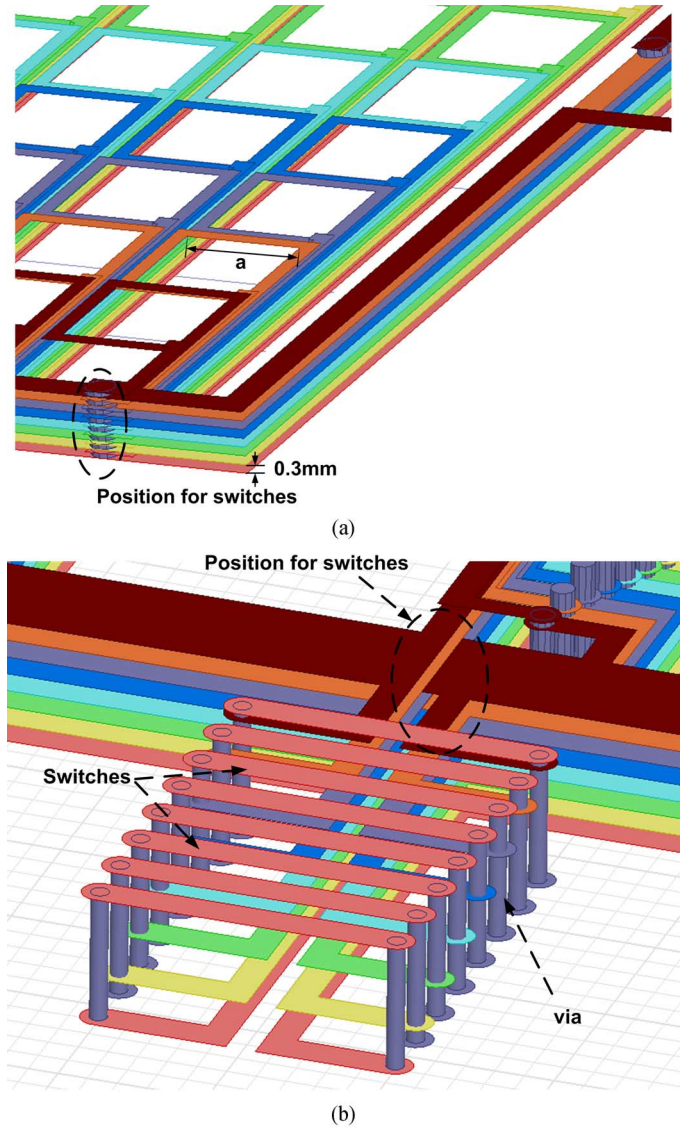 a
0.3mm
Position for switches
(a)
Position for switches
Switches
via
(b)